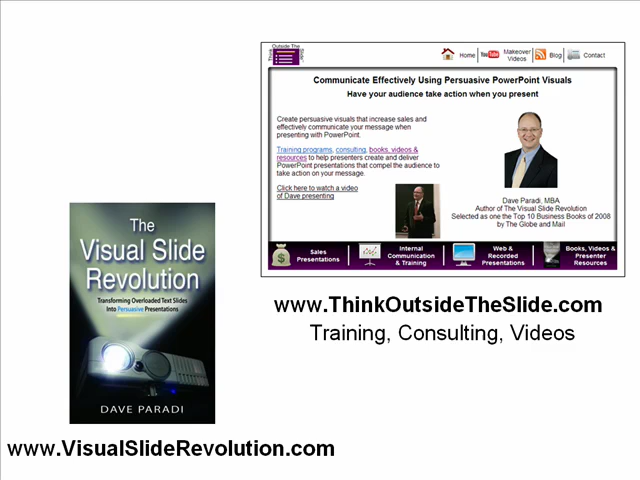 Think
Outside The
Slide
Home
YouTube
Makeover
Videos
Blog
Contact
Communicate Effectively Using Persuasive PowerPoint Visuals
Have your audience take action when you present
Create persuasive visuals that increase sales and
effectively communicate your message when
presenting with PowerPoint.
Training programs, consulting, books, videos &
resources to help presenters create and deliver
PowerPoint presentations that compel the audience to
take action on your message.
Click here to watch a video
of Dave presenting
Dave Paradi, MBA
Author of The Visual Slide Revolution
Selected as one the Top 10 Business Books of 2008
by The Globe and Mail
Sales
Presentations
Internal
Communication
& Training
Web &
Recorded
Presentations
Books, Videos &
Presenter
Resources
www.ThinkOutsideTheSlide.com
Training, Consulting, Videos
The
Visual Slide
Revolution
Transforming Overloaded Text Slides
Into Persuasive Presentations
DAVE PARADI
www.VisualSlideRevolution.com